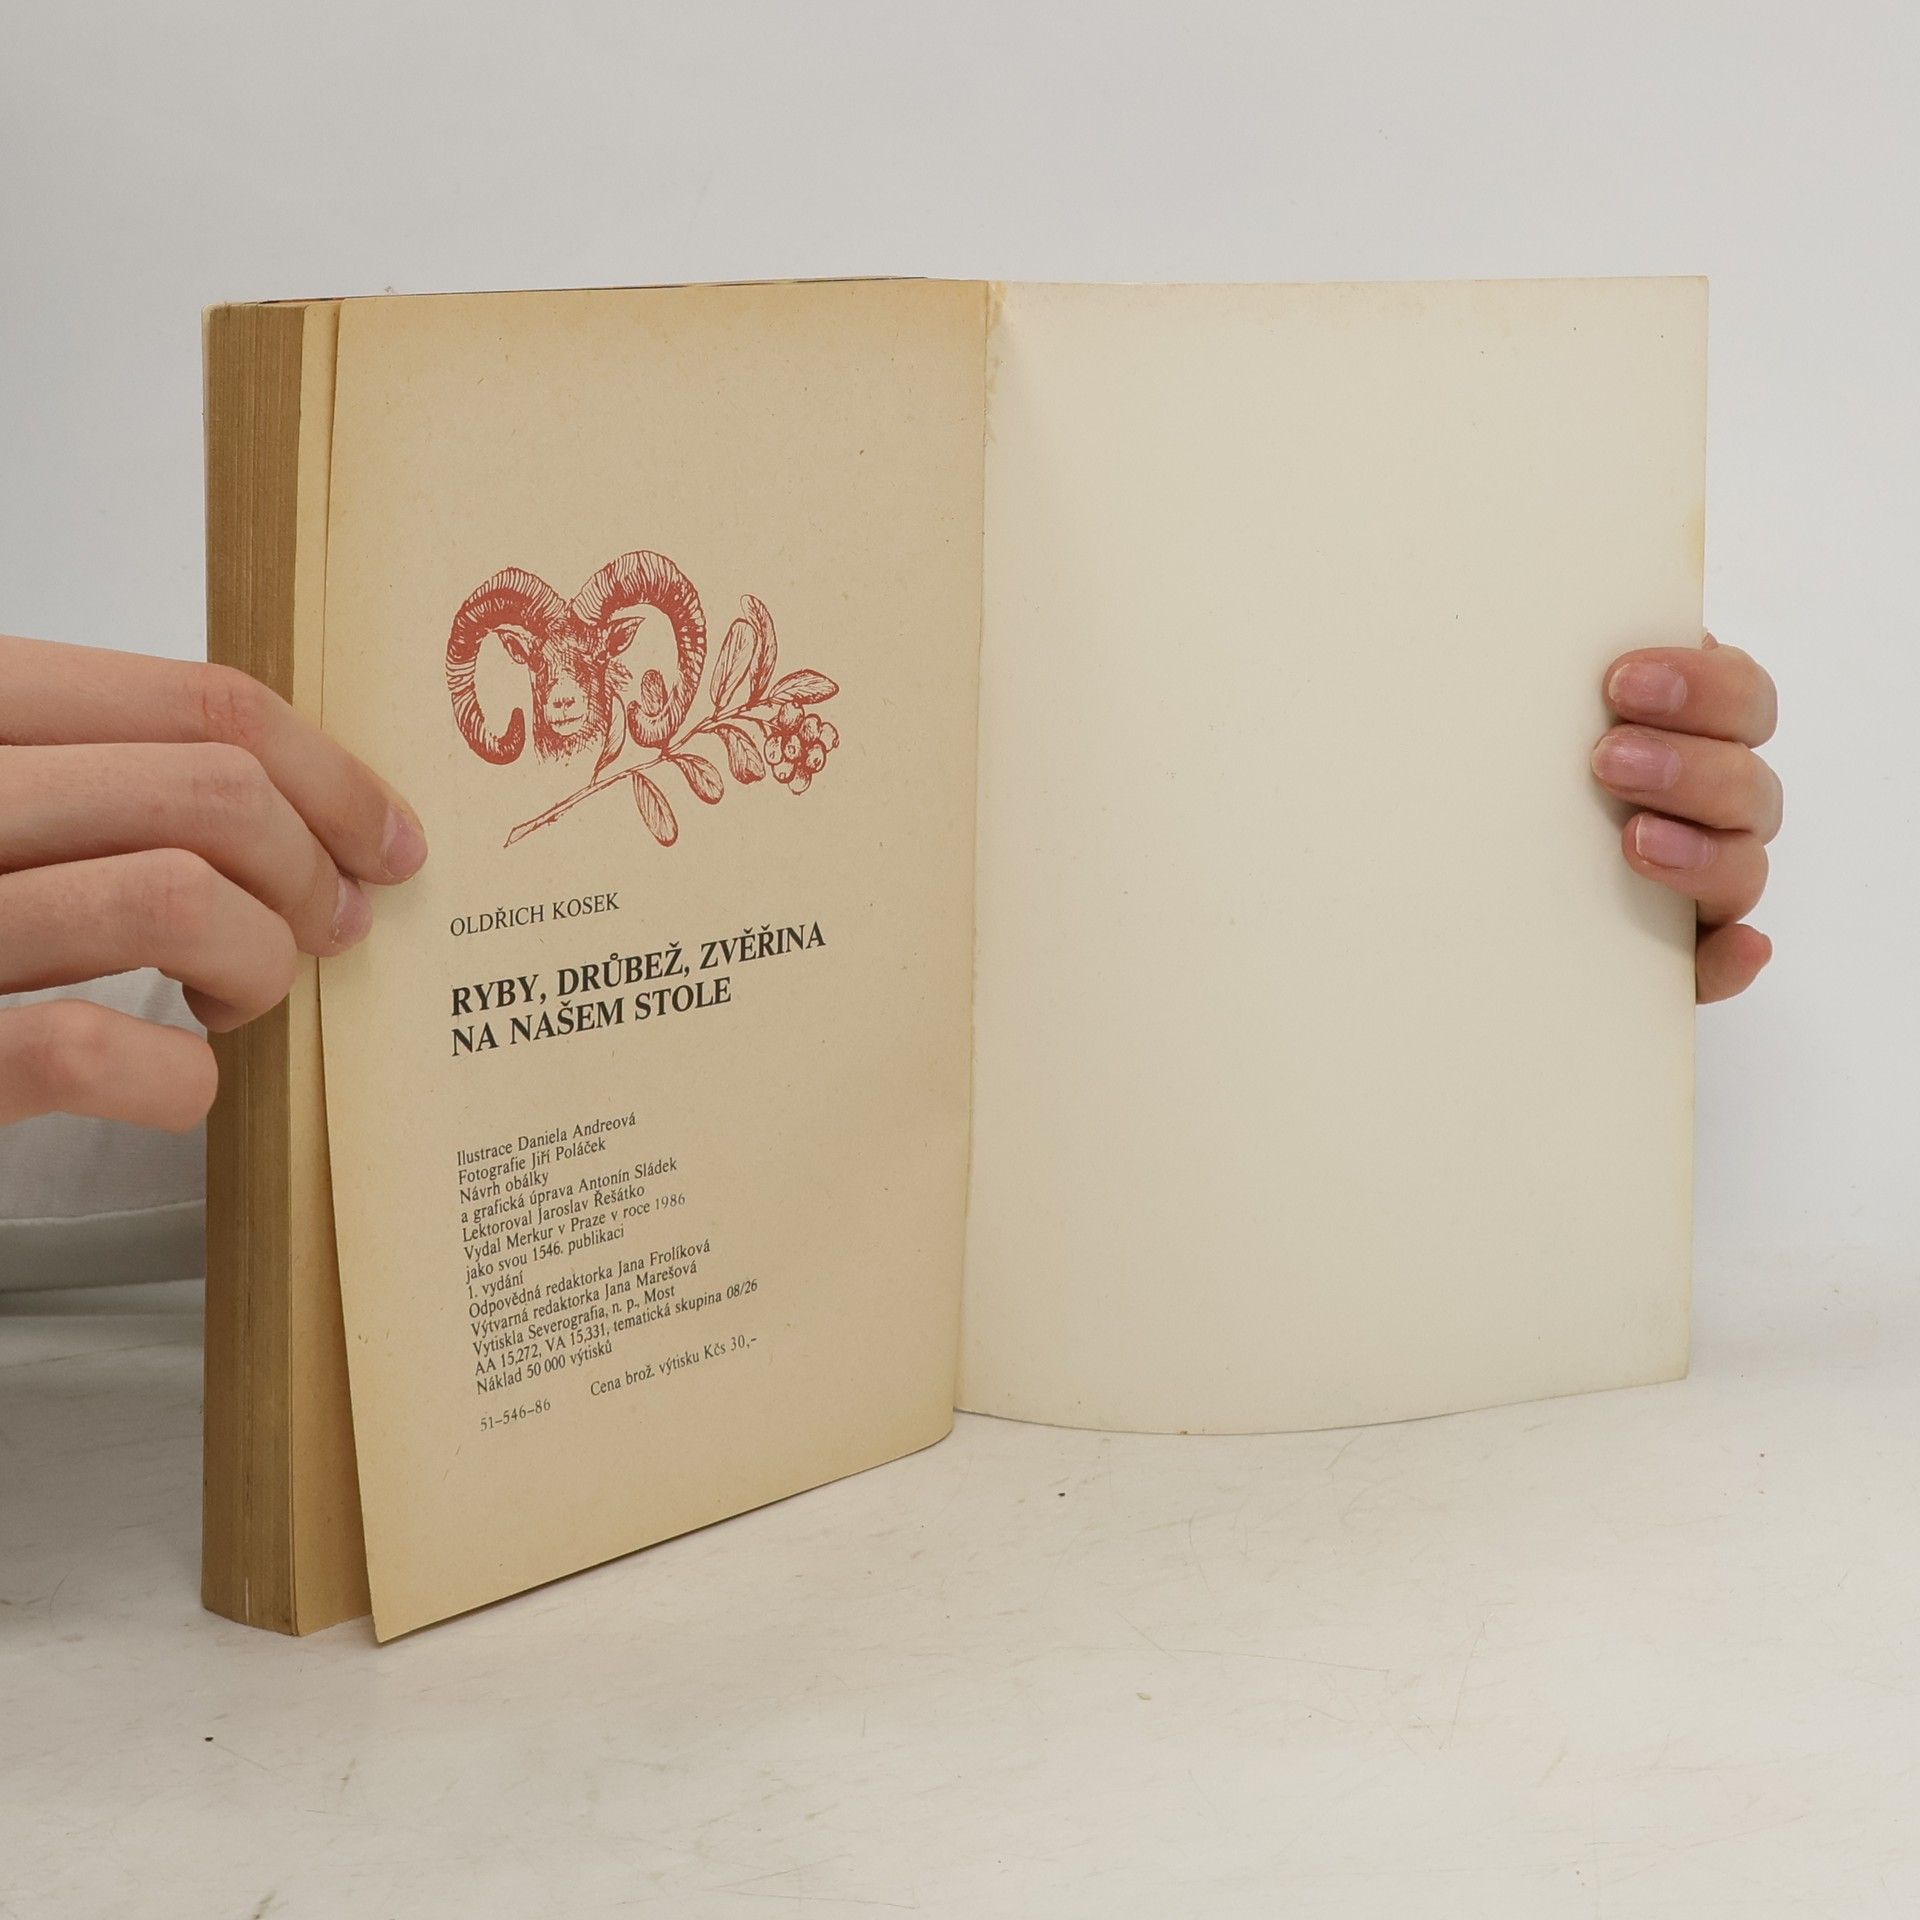 OLDŘICH KOSEK
RYBY, DRŮBEŽ, ZVĚŘINA
NA NAŠEM STOLE
Ilustrace Daniela Andreová
Fotografie Jiří Poláček
Návrh obálky
a grafická úprava Antonín Sládek
Lektoroval Jaroslav Řešátko
Vydal Merkur v Praze v roce 1986
jako svou 1546. publikaci
1. vydání
Odpovědná redaktorka Jana Frolíková
Výtvarná redaktorka Jana Marešová
Vytiskla Severografia, n. p., Most
AA 15,272, VA 15,331, tematická skupina 08/26
Náklad 50 000 výtisků
Cena brož. výtisku Kčs 30,–
51–546–86